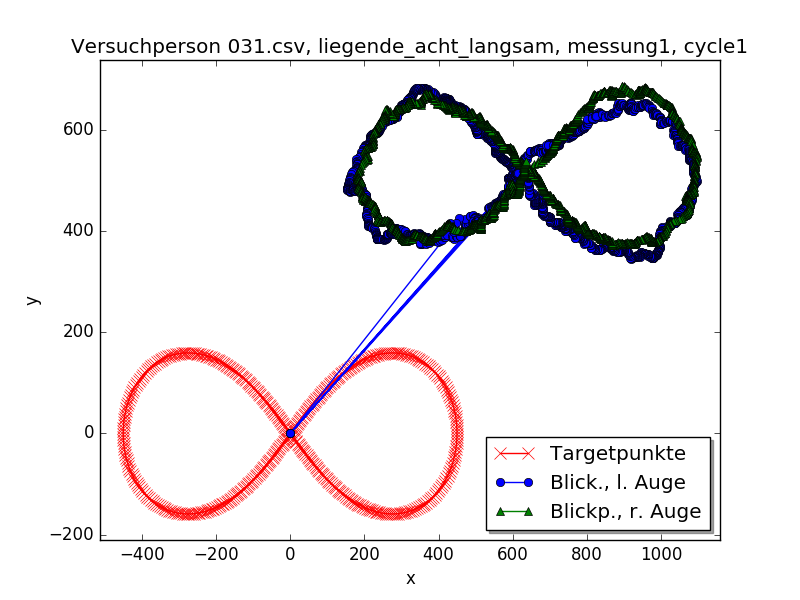 Versuchperson 031.csv, liegende_acht_langsam, messung1, cycle1
y
600
400
200
0
−200
−400
−200
0
200
400
600
800
1000
x
Targetpunkte
Blick., l. Auge
Blickp., r. Auge